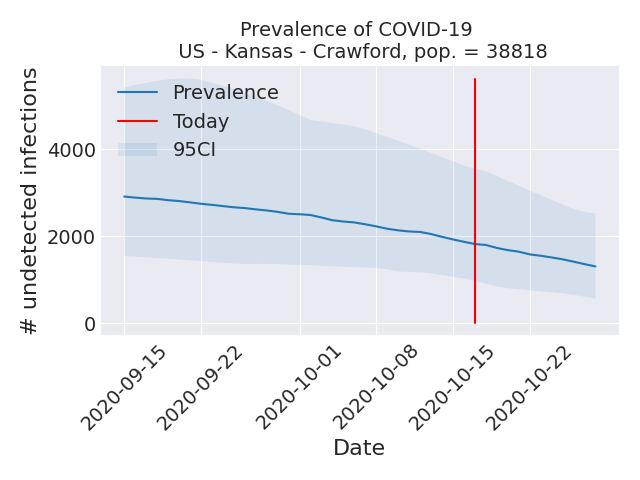 Prevalence of COVID-19
US - Kansas - Crawford, pop. = 38818
# undetected infections
4000
2000
0
Prevalence
Today
95CI
2020-09-15
2020-09-22
2020-10-01
2020-10-08
2020-10-15
2020-10-22
Date